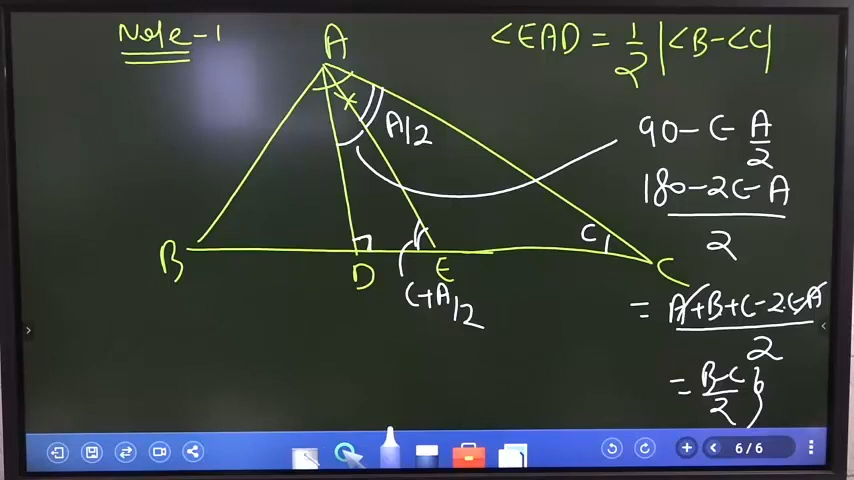 Note-1
A
∠EAD = 1/2 |∠B-∠C|
A/2
90-C-A/2
180-2C-A
2
C
B
D
E
C
C+A/2
= A+B+C-2C-A
2
= B-C
2
6/6